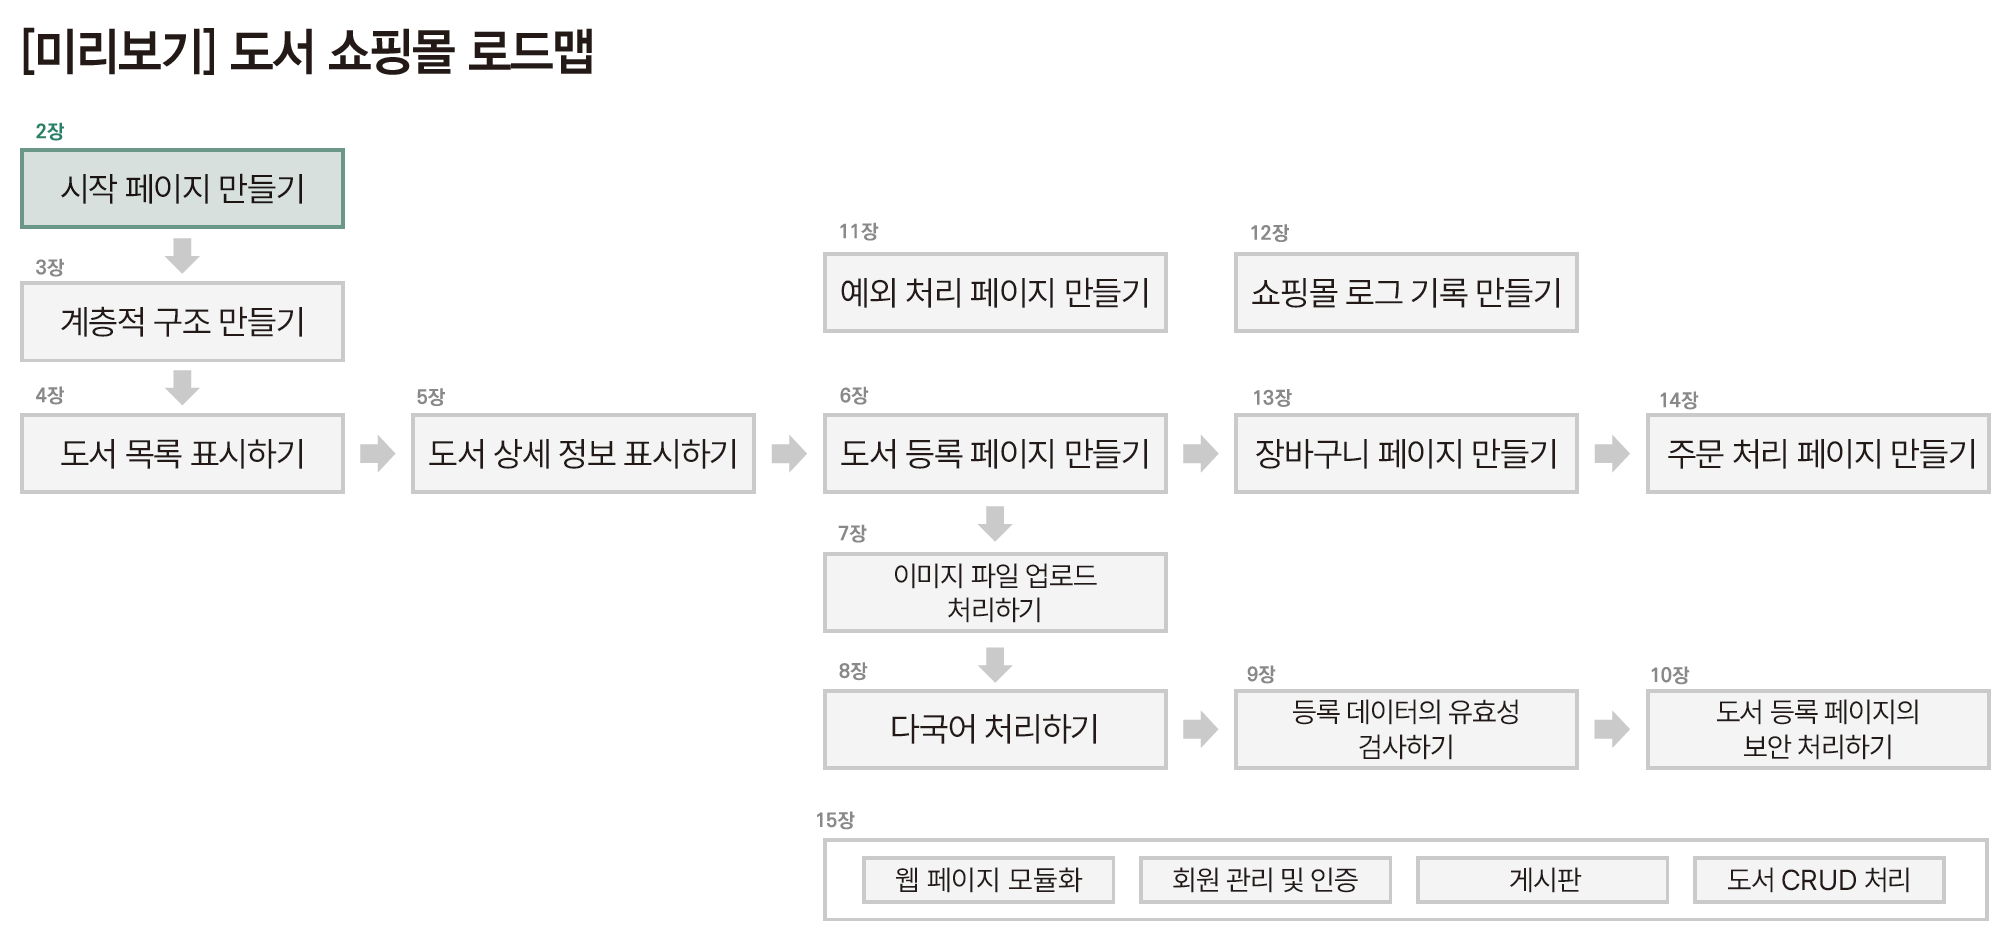 [미리보기] 도서 쇼핑몰 로드맵
2장
시작 페이지 만들기
3장
계층적 구조 만들기
11장
예외 처리 페이지 만들기
12장
쇼핑몰 로그 기록 만들기
4장
도서 목록 표시하기
5장
도서 상세 정보 표시하기
6장
도서 등록 페이지 만들기
13장
장바구니 페이지 만들기
14장
주문 처리 페이지 만들기
7장
이미지 파일 업로드
처리하기
8장
다국어 처리하기
9장
등록 데이터의 유효성
검사하기
10장
도서 등록 페이지의
보안 처리하기
15장
웹 페이지 모듈화
회원 관리 및 인증
게시판
도서 CRUD 처리